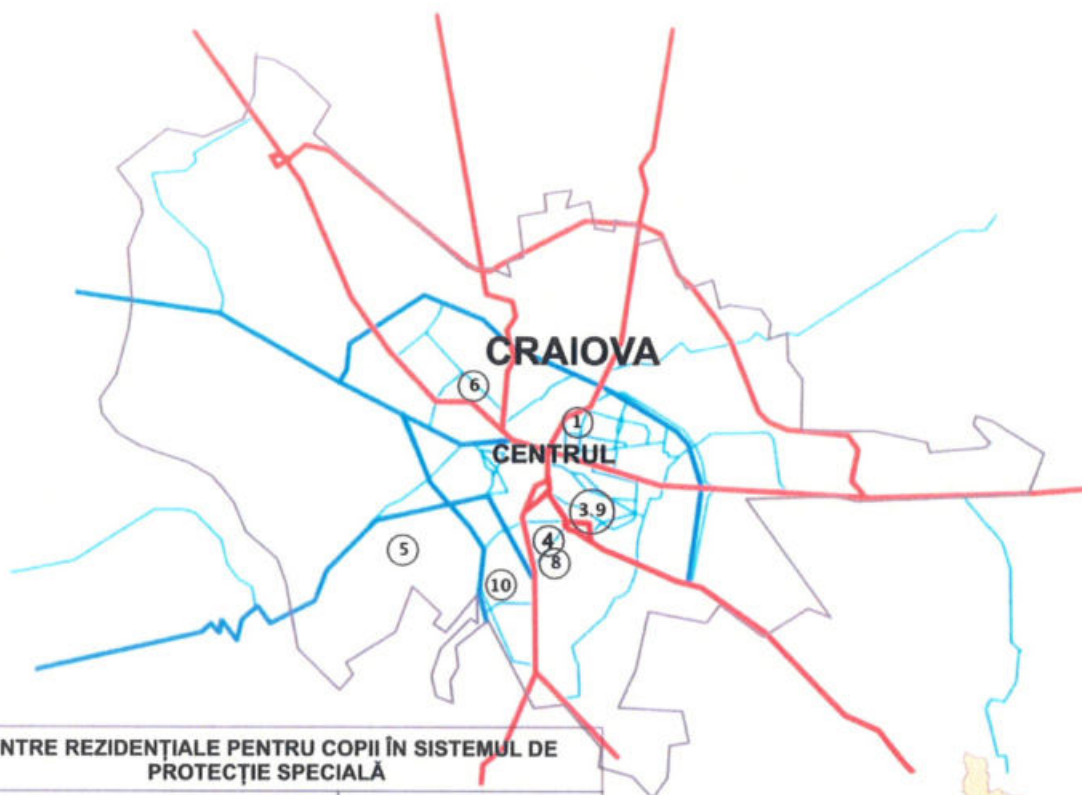 CRAIOVA
6
1
CENTRUL
3.9
4
5
8
10
NTRE REZIDENȚIALE PENTRU COPII ÎN SISTEMUL DE
PROTECȚIE SPECIALĂ